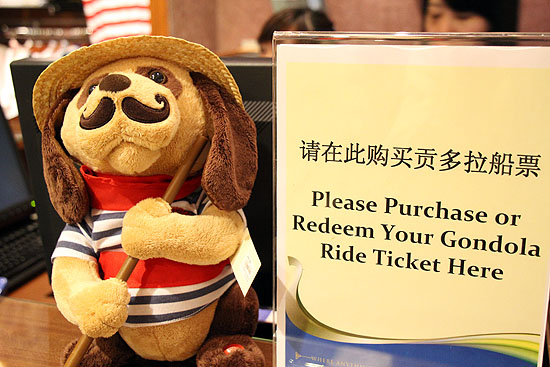 请在此购买贡多拉船票
Please Purchase or
Redeem Your Gondola
Ride Ticket Here
WHERE